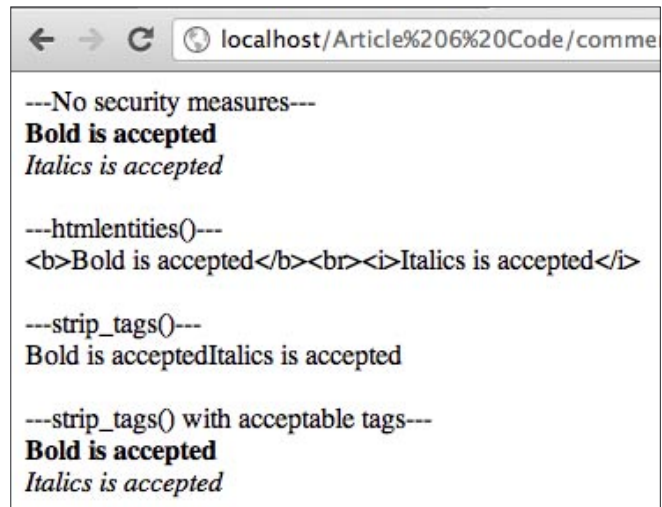 localhost/Article%206%20Code/comme
---No security measures---
Bold is accepted
Italics is accepted
---htmlentities()---
<b>Bold is accepted</b><br><i>Italics is accepted</i>
---strip_tags()---
Bold is acceptedItalics is accepted
---strip_tags() with acceptable tags---
Bold is accepted
Italics is accepted